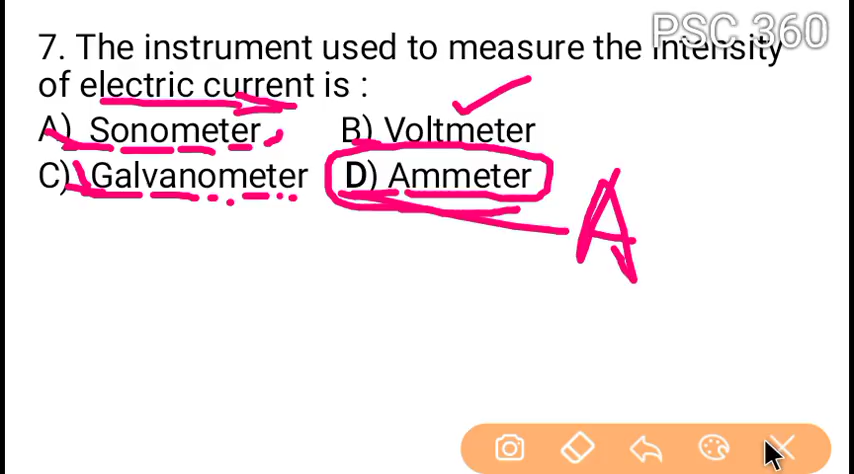 PSC 360
7. The instrument used to measure the intensity
of electric current is :
A) Sonometer B) Voltmeter
C) Galvanometer D) Ammeter
A